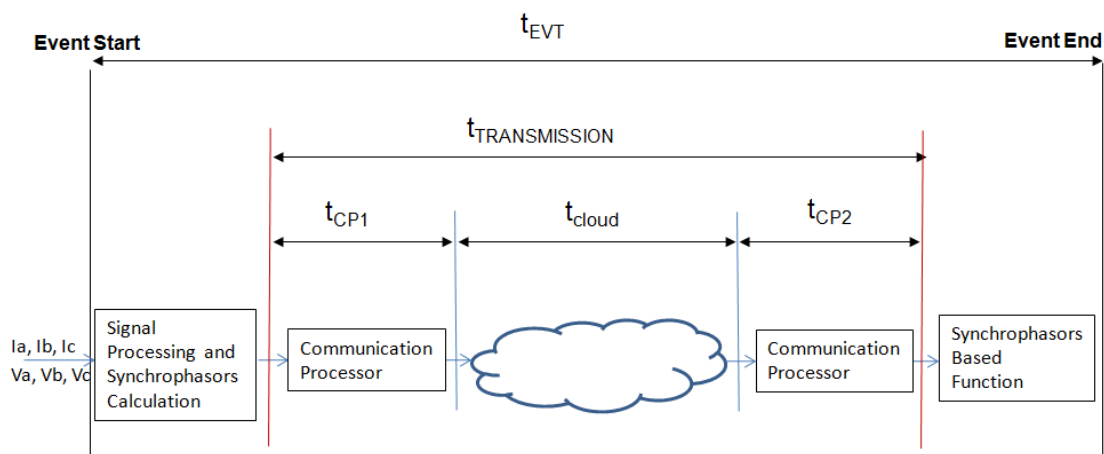 tEVT
Event Start
Event End
tTRANSMISSION
tCP1
tcloud
tCP2
Ia, Ib, Ic
Va, Vb, Vc
Signal
Processing and
Synchrophasors
Calculation
Communication
Processor
Communication
Processor
Synchrophasors
Based
Function